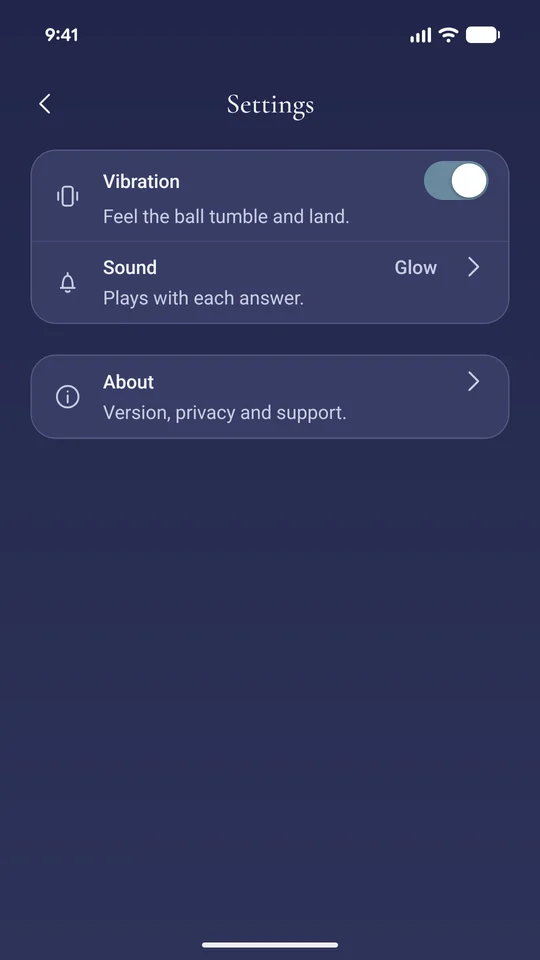 9:41
Settings
Vibration
Feel the ball tumble and land.
Sound Glow
Plays with each answer.
About
Version, privacy and support.